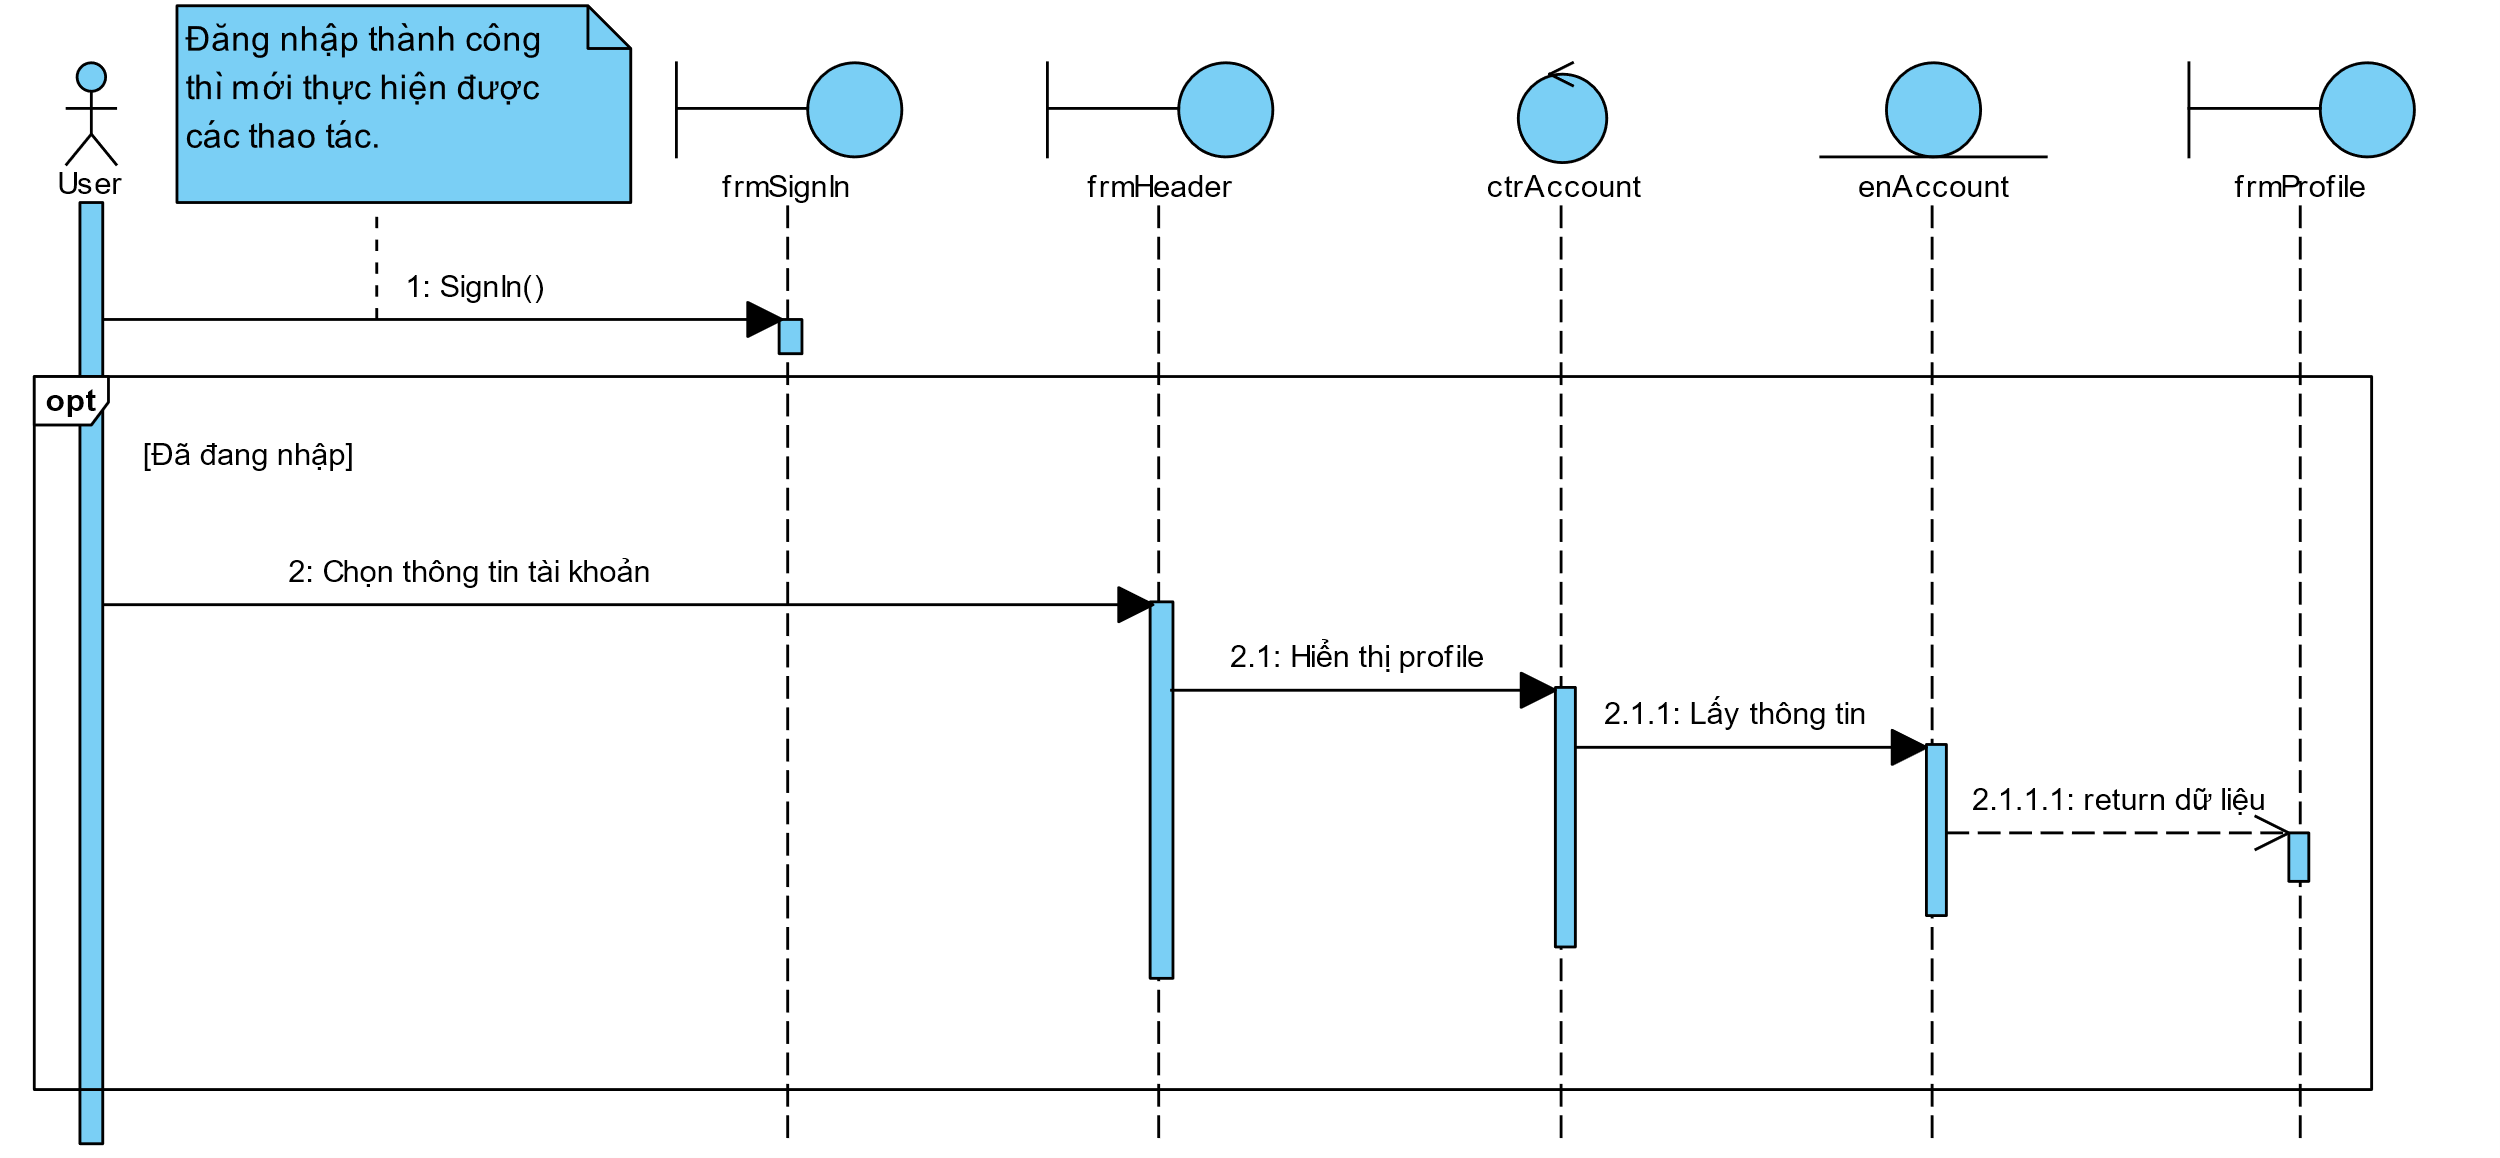 Đăng nhập thành công
thì mới thực hiện được
các thao tác.
User
frmSignIn
frmHeader
ctrAccount
enAccount
frmProfile
1: SignIn()
opt
[Đã đang nhập]
2: Chọn thông tin tài khoản
2.1: Hiển thị profile
2.1.1: Lấy thông tin
2.1.1.1: return dữ liệu